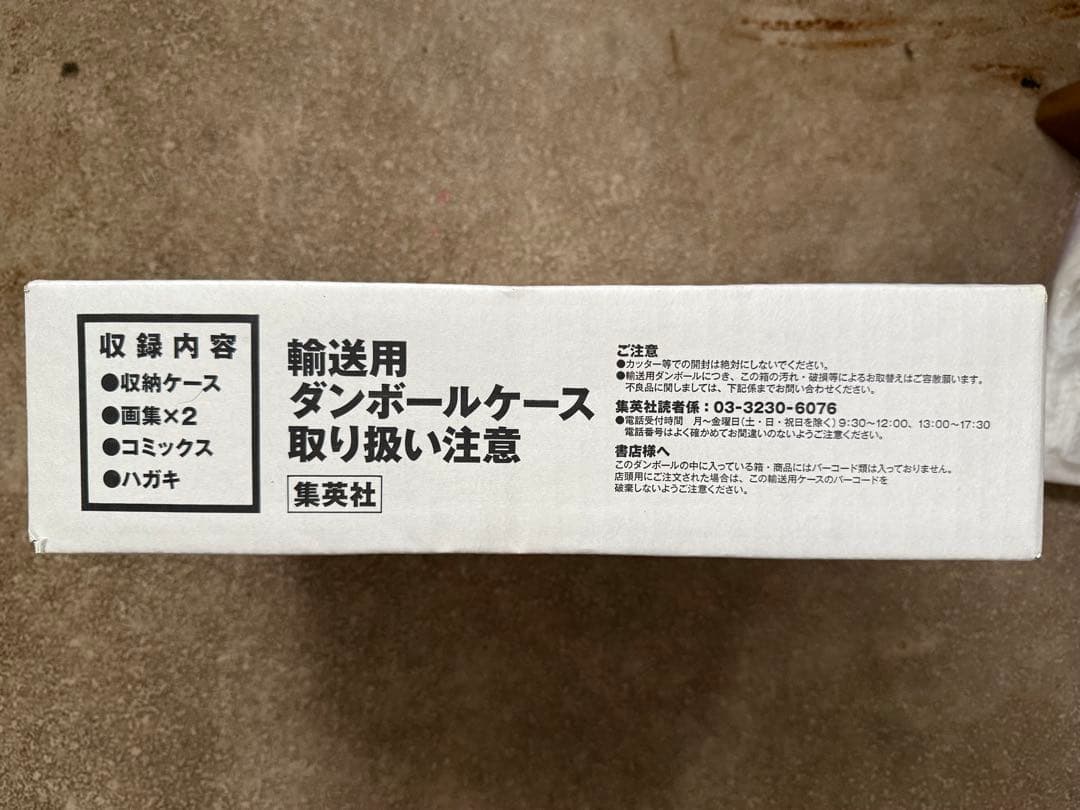 収録内容
●収納ケース
●画集×2
●コミックス
●ハガキ
輸送用
ダンボールケース
取り扱い注意
集英社
ご注意
●カッター等での開封は絶対にしないでください。
●輸送用ダンボールにつき、この箱の汚れ・破損等によるお取替えはご容赦願います。
不良品に関しましては、下記係までお問い合わせください。
集英社読者係：03-3230-6076
●電話受付時間 月〜金曜日(土・日・祝日を除く) 9:30〜12:00、13:00〜17:30
電話番号はよく確かめてお間違いのないようご注意ください。
書店様へ
このダンボールの中に入っている箱・商品にはバーコード類は入っておりません。
店頭用にご注文された場合は、この輸送用ケースのバーコードを
破棄しないようご注意ください。